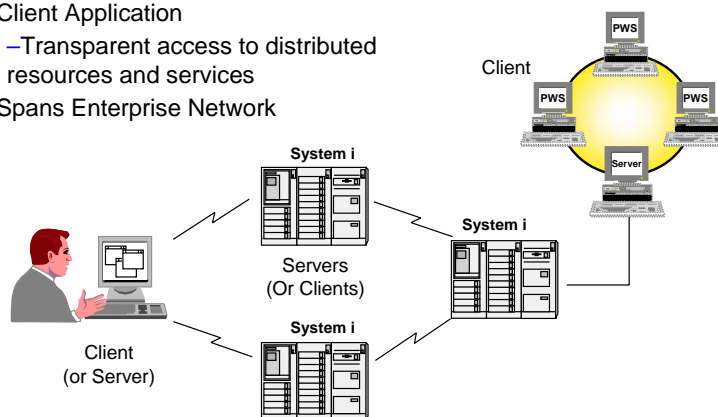 Client Application
–Transparent access to distributed
resources and services
Spans Enterprise Network
Client
PWS
PWS
PWS
Server
System i
System i
Servers
(Or Clients)
System i
Client
(or Server)